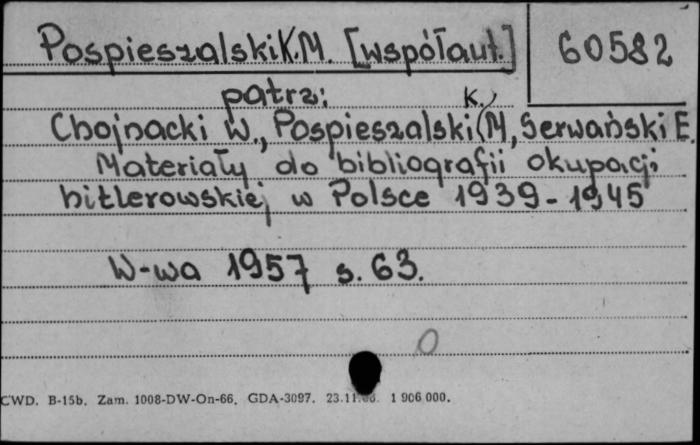 Pospieszalski K.M. [współaut.] 60582
patrz:
Chojnacki W., Pospieszalski K. M, Serwański E.
Materiały do bibliografii okupacji
hitlerowskiej w Polsce 1939-1945
W-wa 1957 s. 63.
0
CWD. B-15b. Zam. 1008-DW-On-66. GDA-3097. 1 906 000.